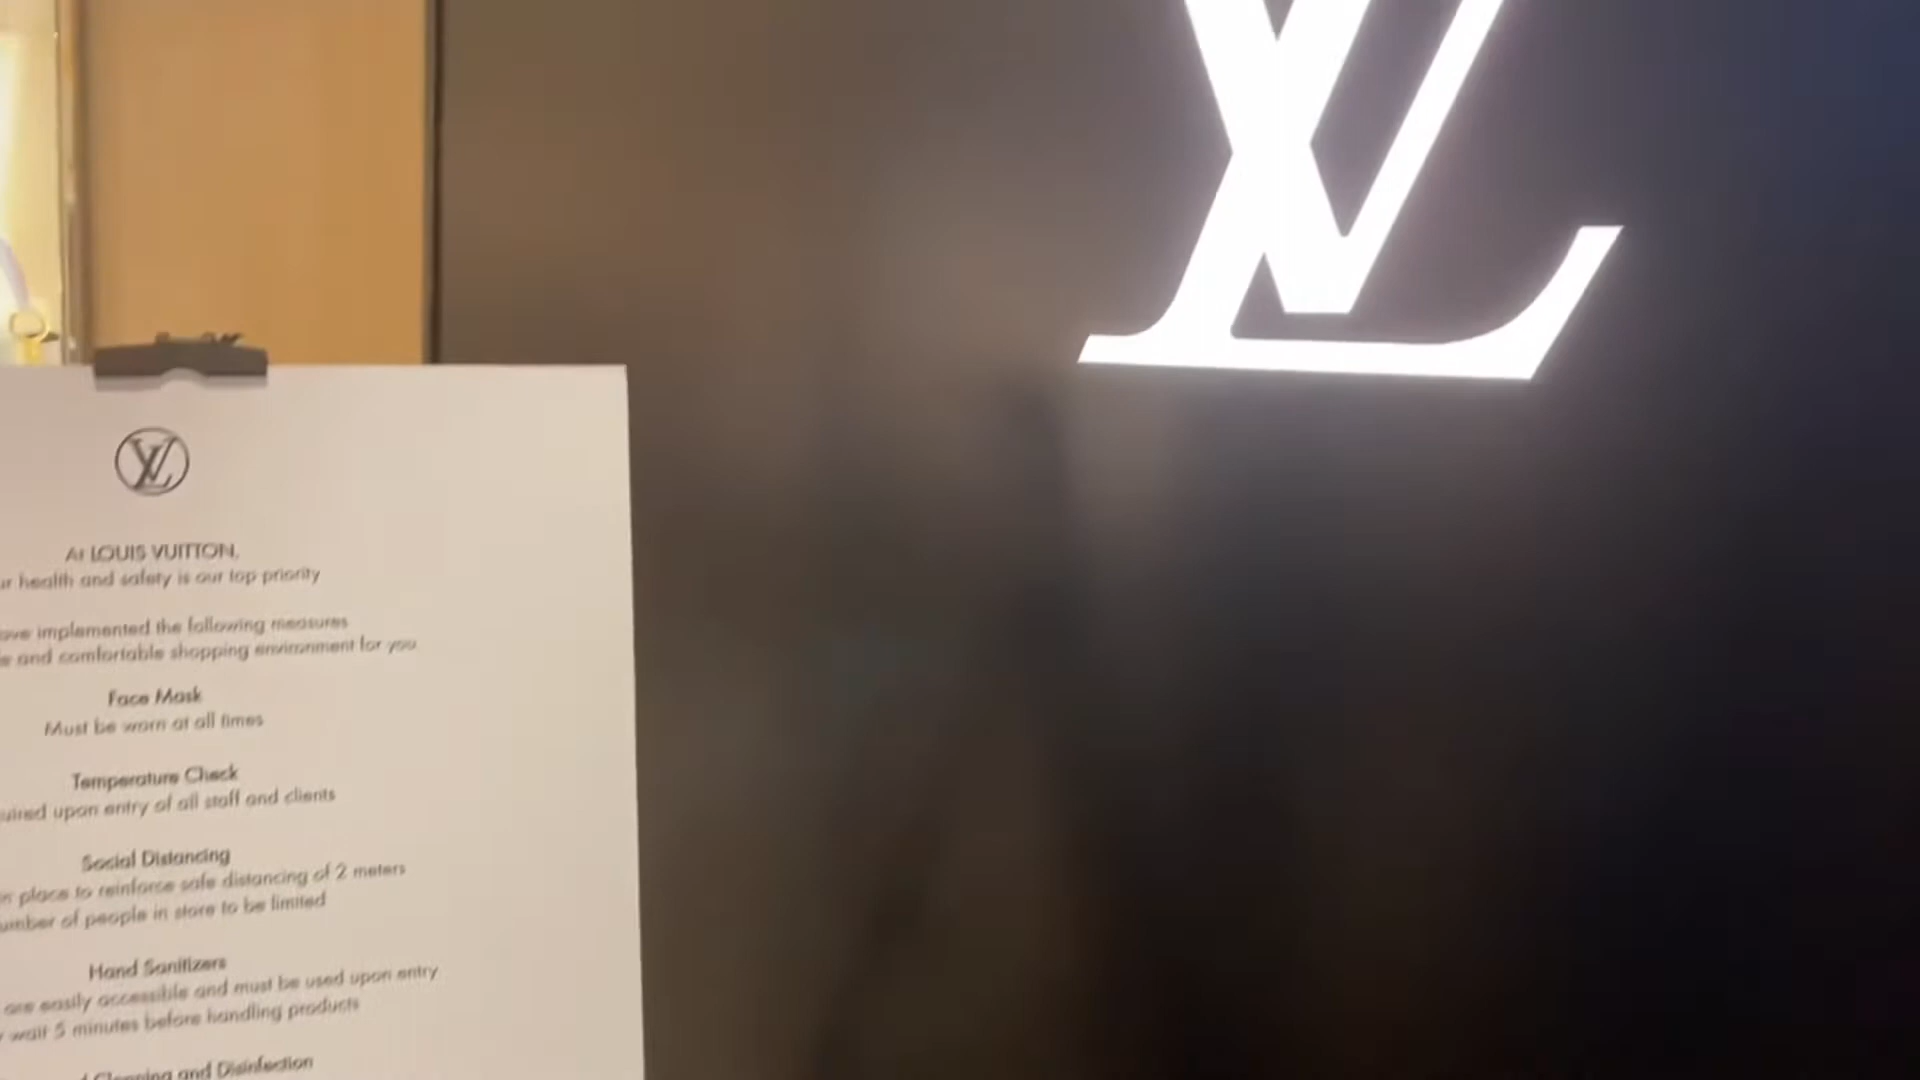 LV
LV
At LOUIS VUITTON,
health and safety is our top priority
implemented the following measures
and comfortable shopping environment for you
Face Mask
Must be worn at all times
Temperature Check
upon entry of all staff and clients
Social Distancing
place to reinforce safe distancing of 2 meters
of people in store to be limited
Hand Sanitizers
are easily accessible and must be used upon entry
wait 5 minutes before handling products
Cleaning and Disinfection